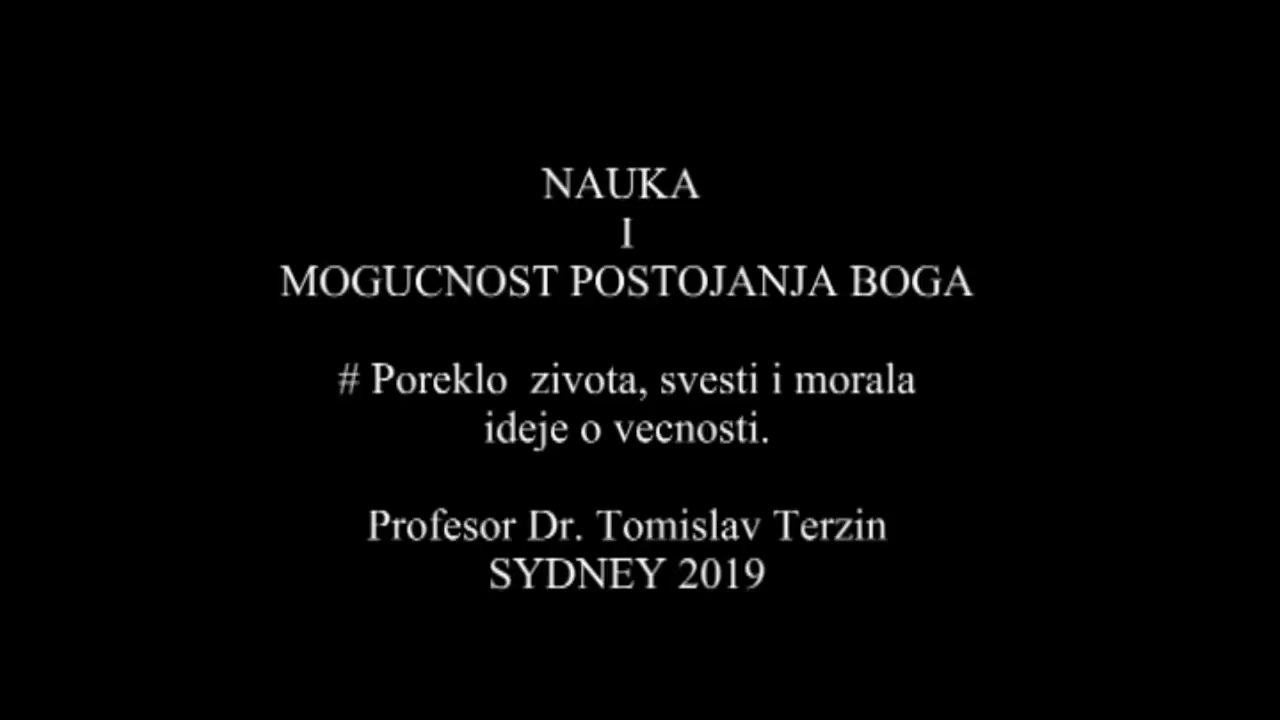 NAUKA
I
MOGUCNOST POSTOJANJA BOGA
# Poreklo  zivota, svesti i morala
ideje o vecnosti.
Profesor Dr. Tomislav Terzin
SYDNEY 2019